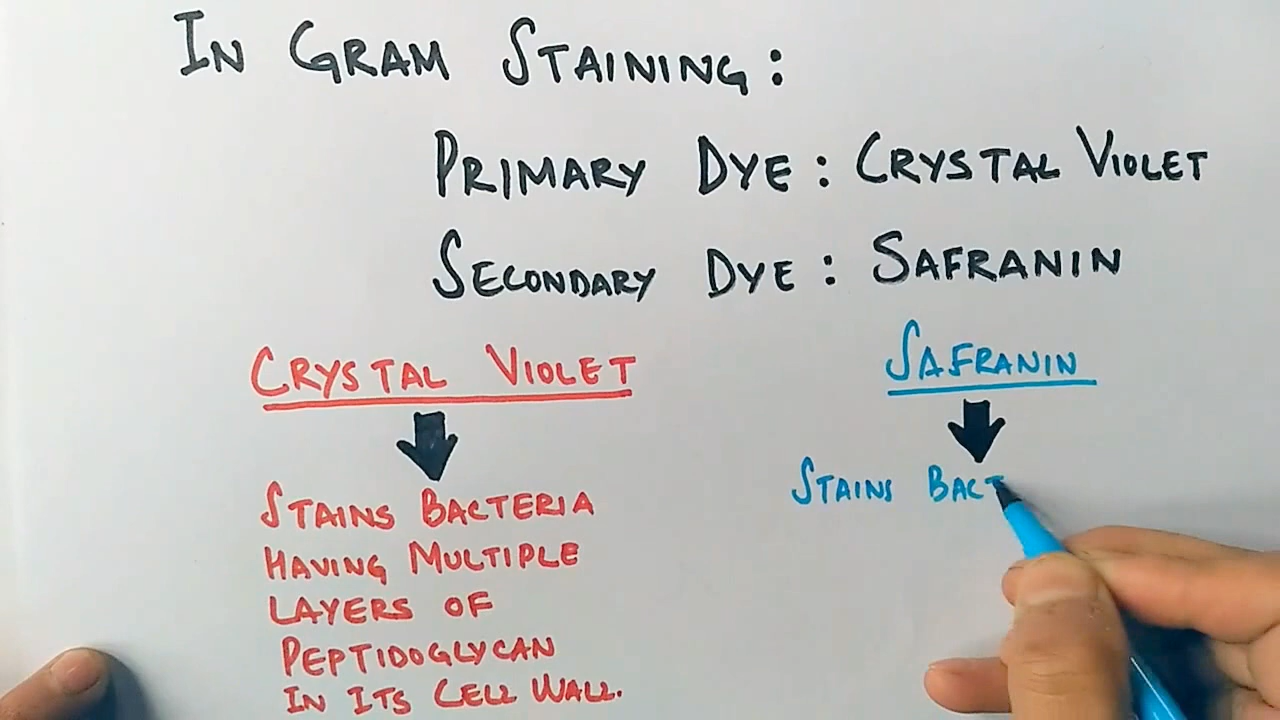 IN GRAM STAINING:
PRIMARY DYE: CRYSTAL VIOLET
SECONDARY DYE: SAFRANIN
CRYSTAL VIOLET
STAINS BACTERIA
HAVING MULTIPLE
LAYERS OF
PEPTIDOGLYCAN
IN ITS CELL WALL.
SAFRANIN
STAINS BACT